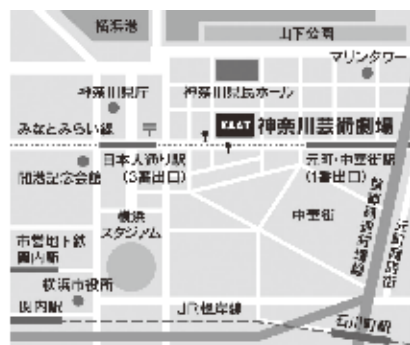 横浜港
山下公園
マリンタワー
神奈川県庁
神奈川県民ホール
みなとみらい線
KAAT 神奈川芸術劇場
開港記念会館
日本大通り駅
(3番出口)
元町・中華街駅
(1番出口)
横浜
スタジアム
中華街
市営地下鉄
関内駅
横浜市役所
関内駅
JR根岸線
石川町駅